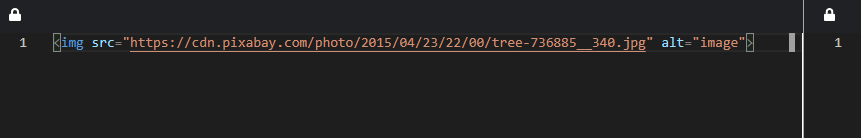 1 <img src="https://cdn.pixabay.com/photo/2015/04/23/22/00/tree-736885__340.jpg" alt="image"> 1